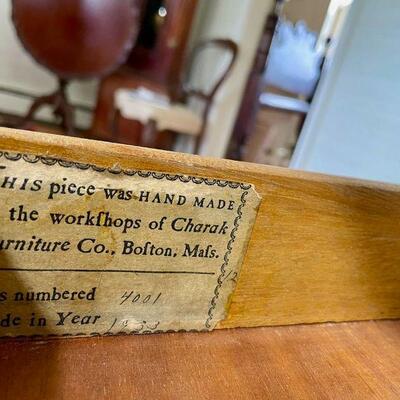 HIS piece was HAND MADE
the workſhops of Charak
urniture Co., Boſton, Maſs.
s numbered 4001
de in Year